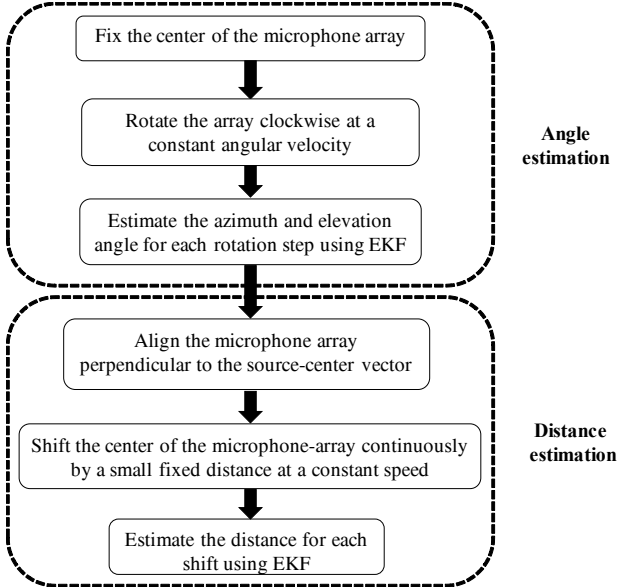 Fix the center of the microphone array
Rotate the array clockwise at a
constant angular velocity
Angle
estimation
Estimate the azimuth and elevation
angle for each rotation step using EKF
Align the microphone array
perpendicular to the source-center vector
Shift the center of the microphone-array continuously
by a small fixed distance at a constant speed
Distance
estimation
Estimate the distance for each
shift using EKF